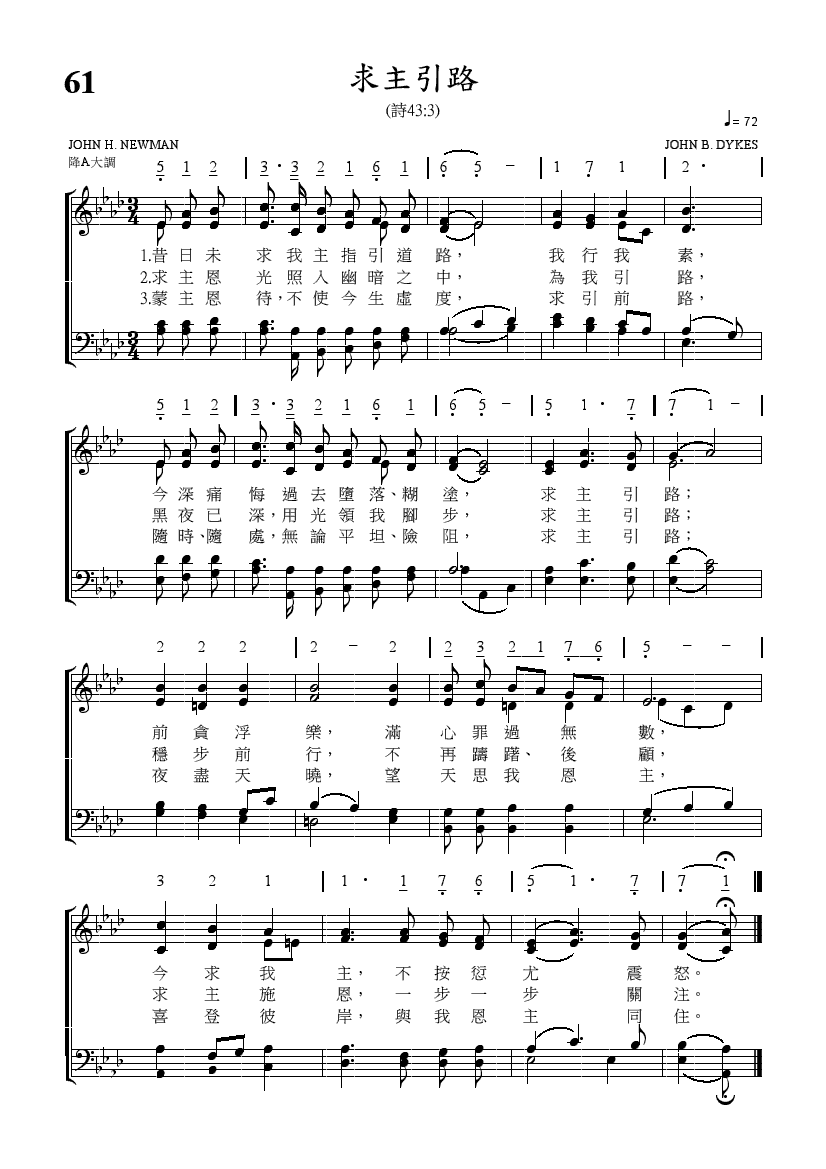 61
求主引路
(詩43:3)
♩= 72
JOHN H. NEWMAN
JOHN B. DYKES
降A大調
5 1 2 | 3 · 3 2 1 6 1 | 6 5 – | 1 7 1 | 2 · |
3 4
1.昔日未 求我主指引道路， 我行我素，
2.求主恩 光照入幽暗之中， 為我引路，
3.蒙主恩 待，不使今生虛度， 求引前路，
3 4
5 1 2 | 3 · 3 2 1 6 1 | 6 5 – | 5 1 · 7 | 7 1 – |
今深痛 悔過去墮落、糊塗， 求主引路；
黑夜已 深，用光領我腳步， 求主引路；
隨時、隨處，無論平坦、險阻， 求主引路；
2 2 2 | 2 – 2 | 2 3 2 1 7 6 | 5 – – |
前貪浮 樂， 滿心罪過無數，
穩步前 行， 不再躊躇、後顧，
夜盡天 曉， 望天思我恩主，
3 2 1 | 1 · 1 7 6 | 5 1 · 7 | 7 1
今求我 主，不按愆尤震怒。
求主施 恩，一步一步關注。
喜登彼 岸，與我恩主同住。